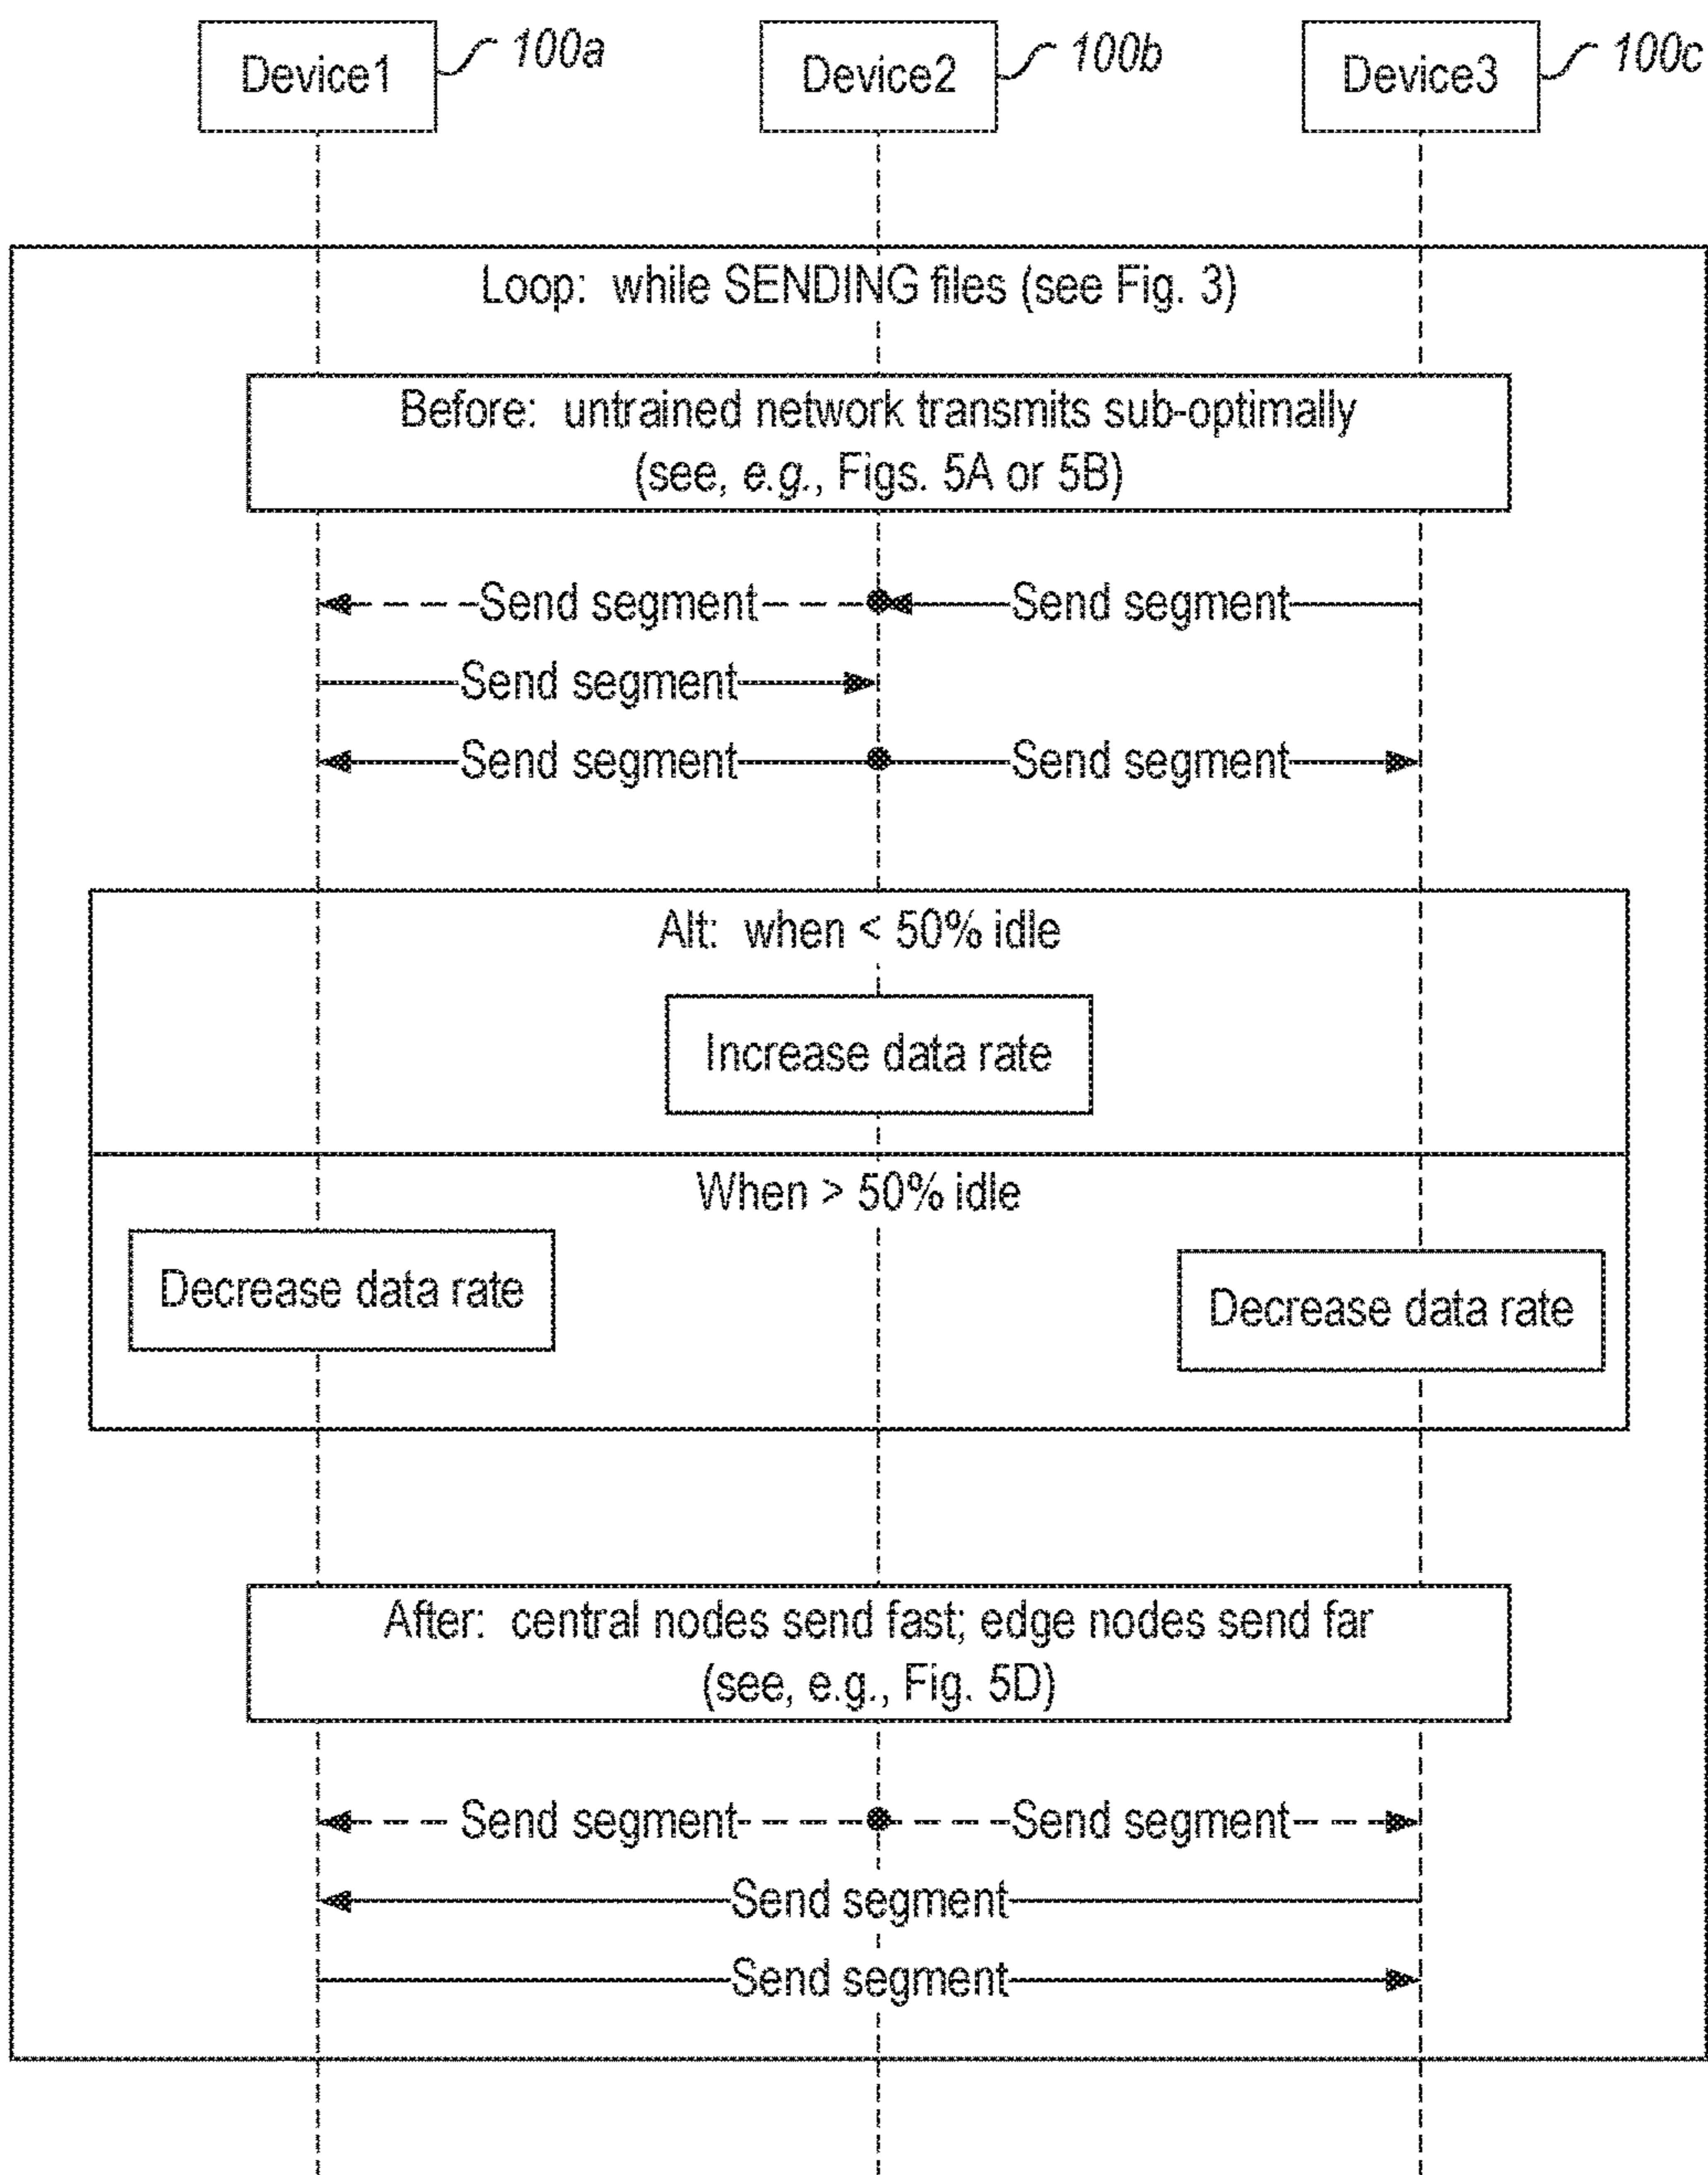 Device1
100a
Device2
100b
Device3
100c
Loop: while SENDING files (see Fig. 3)
Before: untrained network transmits sub-optimally
(see, e.g., Figs. 5A or 5B)
Send segment
Send segment
Send segment
Send segment
Send segment
Alt: when < 50% idle
Increase data rate
When > 50% idle
Decrease data rate
Decrease data rate
After: central nodes send fast; edge nodes send far
(see, e.g., Fig. 5D)
Send segment
Send segment
Send segment
Send segment